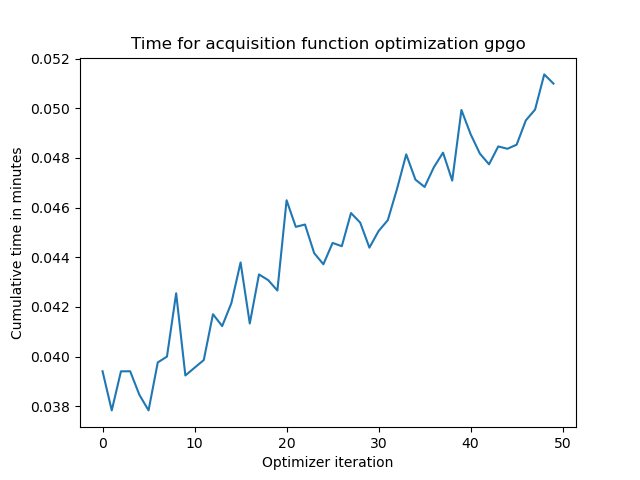 Time for acquisition function optimization gpgo
0.052
0.050
0.048
0.046
0.044
0.042
0.040
0.038
Cumulative time in minutes
0 10 20 30 40 50
Optimizer iteration